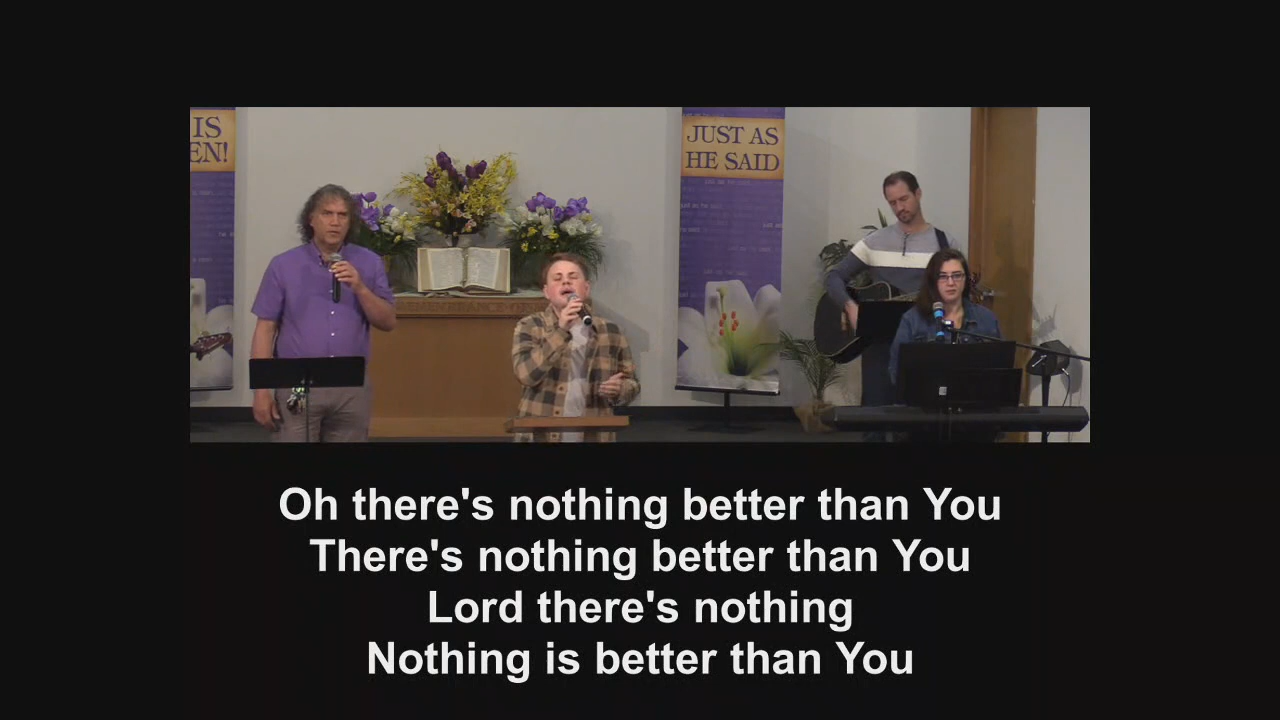 IS
EN!
JUST AS
HE SAID
Oh there's nothing better than You
There's nothing better than You
Lord there's nothing
Nothing is better than You